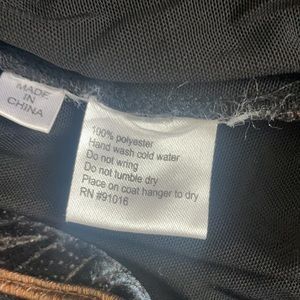 MADE
IN
CHINA
100% polyester
Hand wash cold water
Do not wring
Do not tumble dry
Place on coat hanger to dry
RN #91016